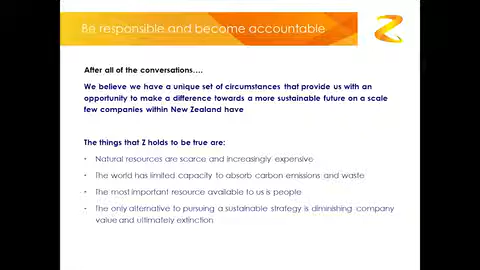 Be responsible and become accountable
After all of the conversations….
We believe we have a unique set of circumstances that provide us with an
opportunity to make a difference towards a more sustainable future on a scale
few companies within New Zealand have
The things that Z holds to be true are:
• Natural resources are scarce and increasingly expensive
• The world has limited capacity to absorb carbon emissions and waste
• The most important resource available to us is people
• The only alternative to pursuing a sustainable strategy is diminishing company
value and ultimately extinction